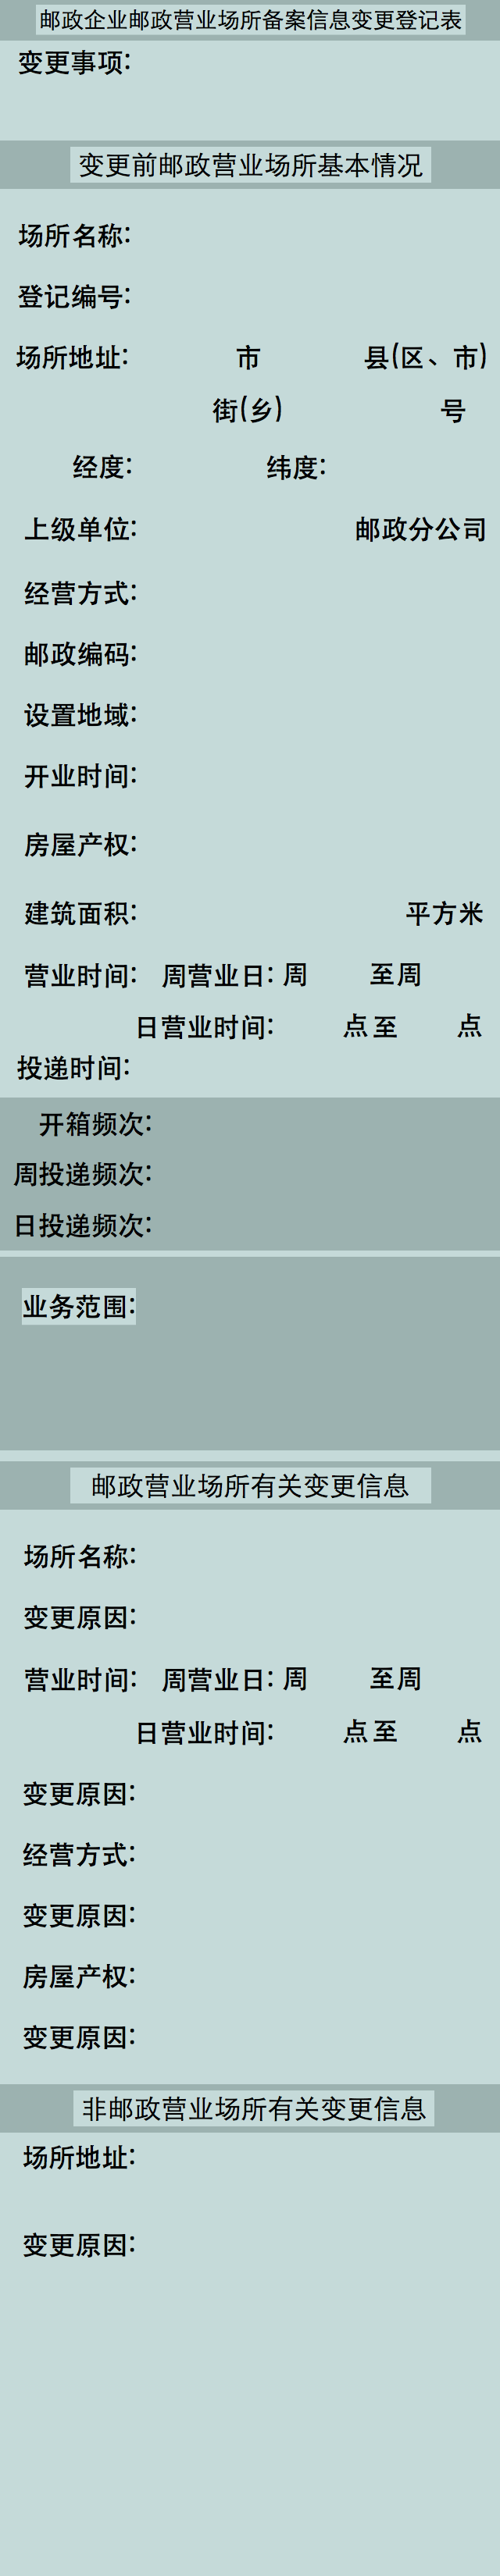 邮政企业邮政营业场所备案信息变更登记表
变更事项:
变更前邮政营业场所基本情况
场所名称:
登记编号:
场所地址: 市 县(区、市)
街(乡) 号
经度: 纬度:
上级单位: 邮政分公司
经营方式:
邮政编码:
设置地域:
开业时间:
房屋产权:
建筑面积: 平方米
营业时间: 周营业日: 周 至周
日营业时间: 点至 点
投递时间:
开箱频次:
周投递频次:
日投递频次:
业务范围:
邮政营业场所有关变更信息
场所名称:
变更原因:
营业时间: 周营业日: 周 至周
日营业时间: 点至 点
变更原因:
经营方式:
变更原因:
房屋产权:
变更原因:
非邮政营业场所有关变更信息
场所地址:
变更原因: